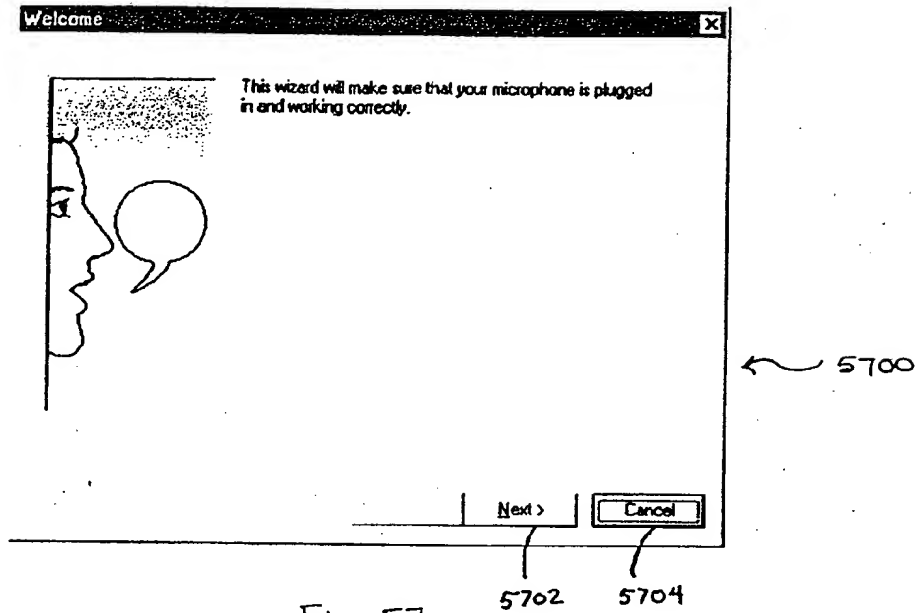 Welcome
This wizard will make sure that your microphone is plugged
in and working correctly.
5700
Next >
Cancel
5702
5704